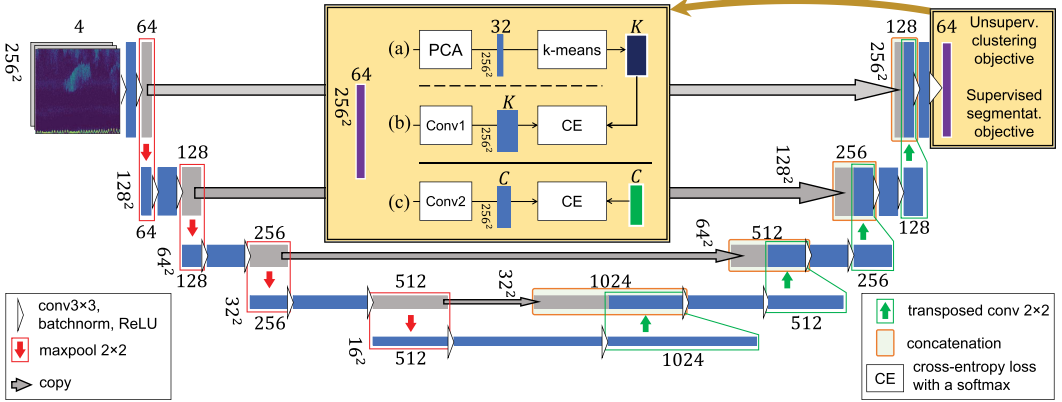 4
64
256²
64
256²
(a)
PCA
32
256²
k-means
K
(b)
Conv1
K
256²
CE
(c)
Conv2
C
256²
CE
C
128
256²
64
Unsuperv.
clustering
objective
Supervised
segmentat.
objective
128
128²
64
256
128²
128
256
64²
128
512
64²
256
512
32²
256
1024
32²
512
16²
512
1024
conv3×3,
batchnorm, ReLU
maxpool 2×2
copy
transposed conv 2×2
concatenation
CE
cross-entropy loss
with a softmax